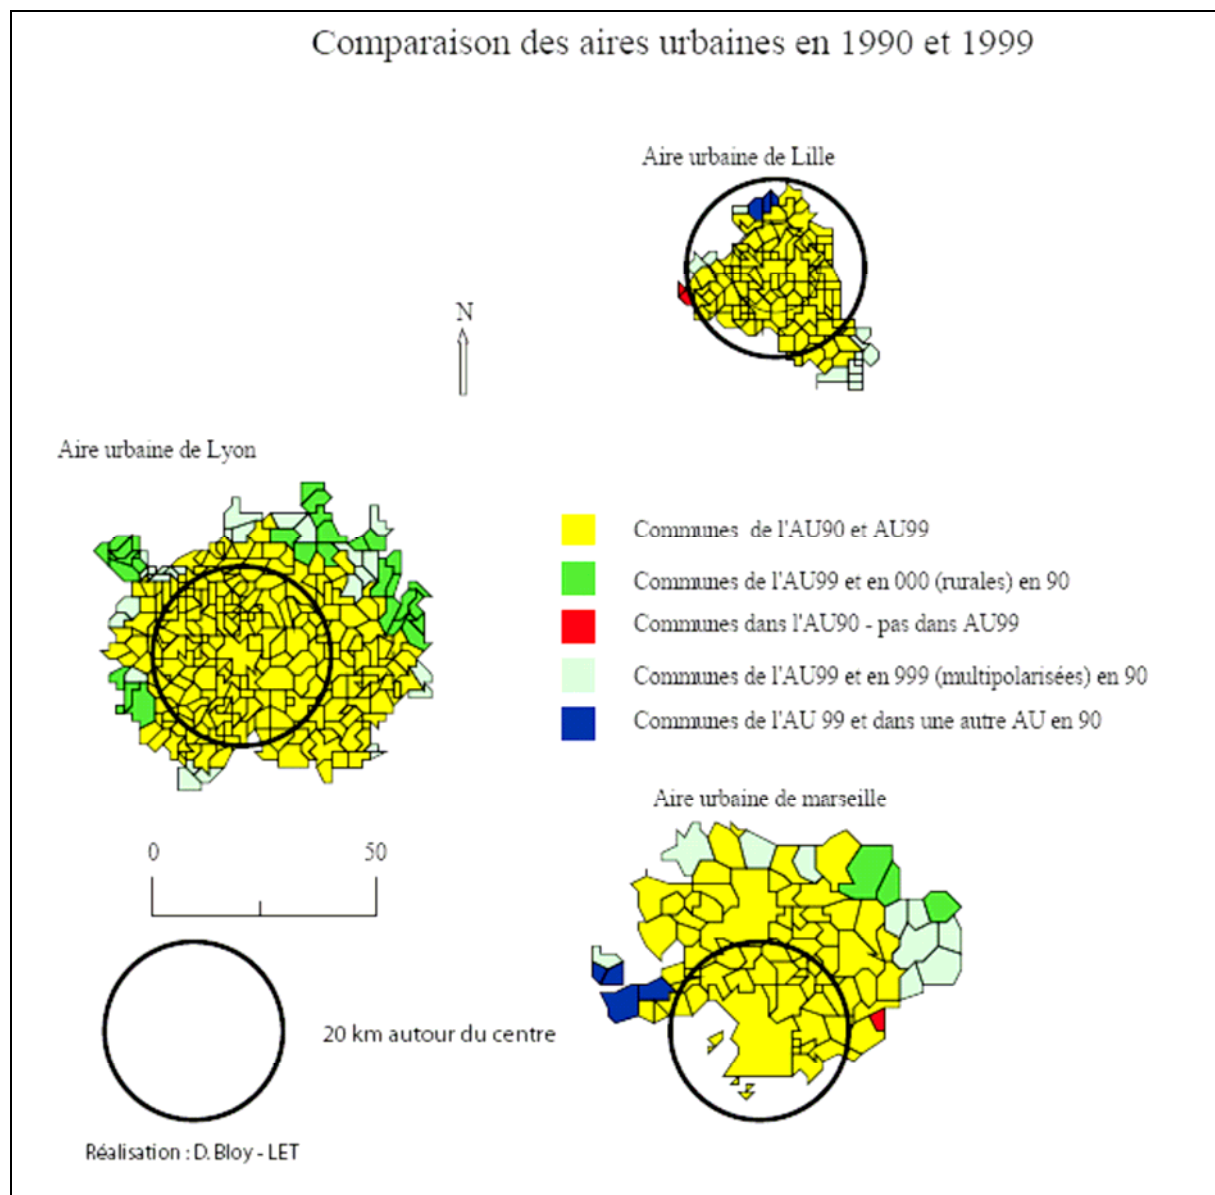 Comparaison des aires urbaines en 1990 et 1999
Aire urbaine de Lille
N
Aire urbaine de Lyon
Communes de l'AU90 et AU99
Communes de l'AU99 et en 000 (rurales) en 90
Communes dans l'AU90 - pas dans AU99
Communes de l'AU99 et en 999 (multipolarisées) en 90
Communes de l'AU 99 et dans une autre AU en 90
Aire urbaine de marseille
0 50
20 km autour du centre
Réalisation : D. Bloy - LET